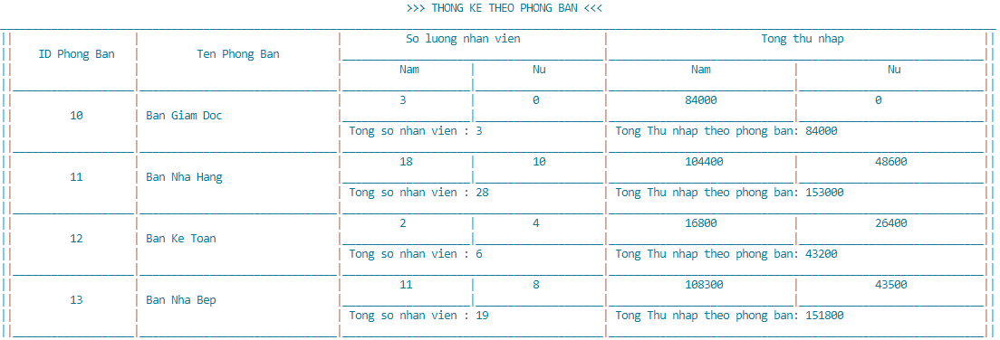 >>> THONG KE THEO PHONG BAN <<<
So luong nhan vien Tong thu nhap
ID Phong Ban Ten Phong Ban
Nam Nu Nam Nu
3 0 84000 0
10 Ban Giam Doc
Tong so nhan vien : 3 Tong Thu nhap theo phong ban: 84000
18 10 104400 48600
11 Ban Nha Hang
Tong so nhan vien : 28 Tong Thu nhap theo phong ban: 153000
2 4 16800 26400
12 Ban Ke Toan
Tong so nhan vien : 6 Tong Thu nhap theo phong ban: 43200
11 8 108300 43500
13 Ban Nha Bep
Tong so nhan vien : 19 Tong Thu nhap theo phong ban: 151800